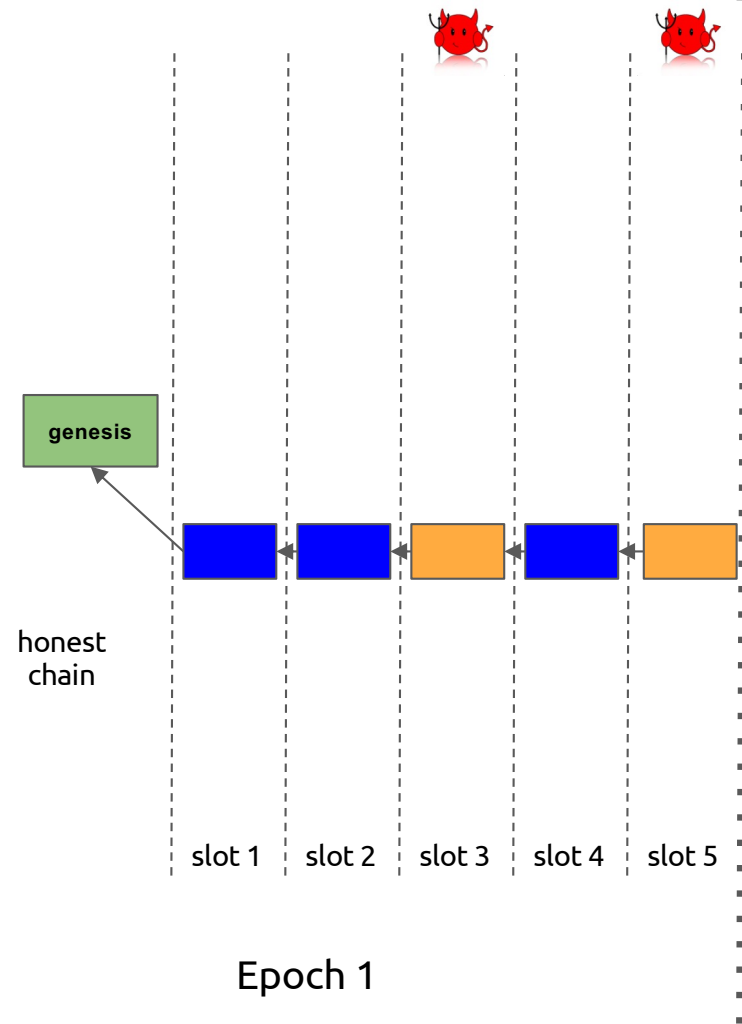 genesis
honest
chain
slot 1
slot 2
slot 3
slot 4
slot 5
Epoch 1